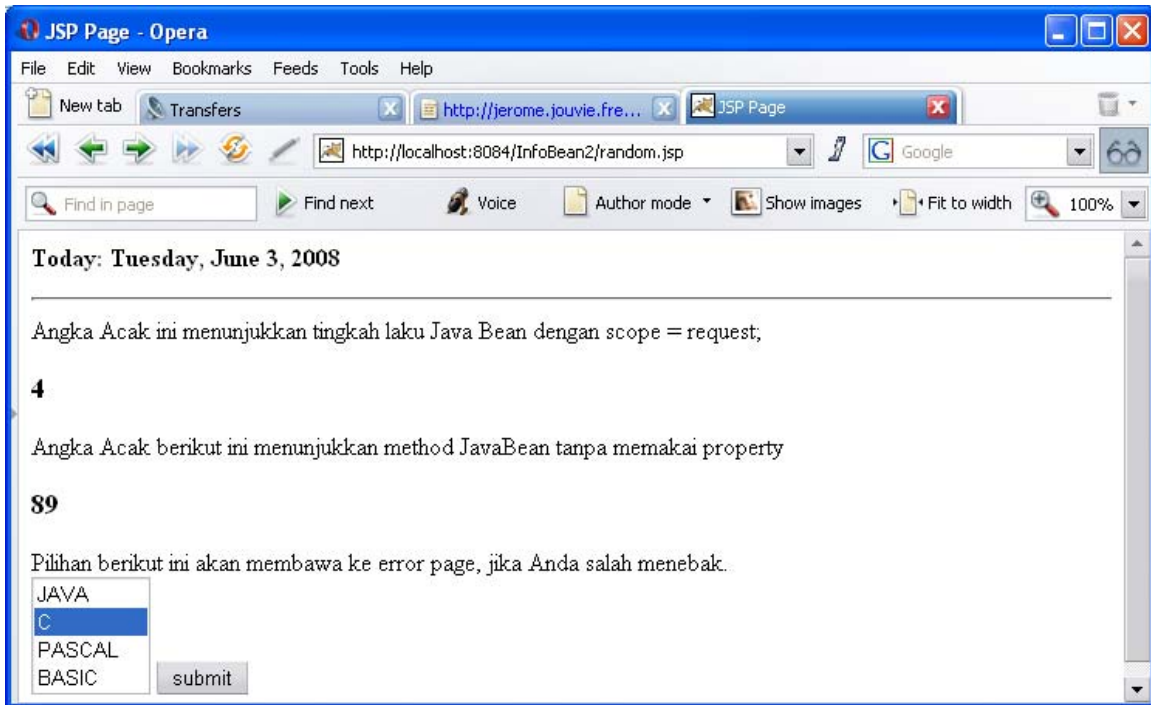 JSP Page - Opera
File Edit View Bookmarks Feeds Tools Help
New tab Transfers http://jerome.jouvie.fre... JSP Page
http://localhost:8084/InfoBean2/random.jsp G Google
Find in page Find next Voice Author mode Show images Fit to width 100%
Today: Tuesday, June 3, 2008
Angka Acak ini menunjukkan tingkah laku Java Bean dengan scope = request;
4
Angka Acak berikut ini menunjukkan method JavaBean tanpa memakai property
89
Pilihan berikut ini akan membawa ke error page, jika Anda salah menebak.
JAVA
C
PASCAL
BASIC submit